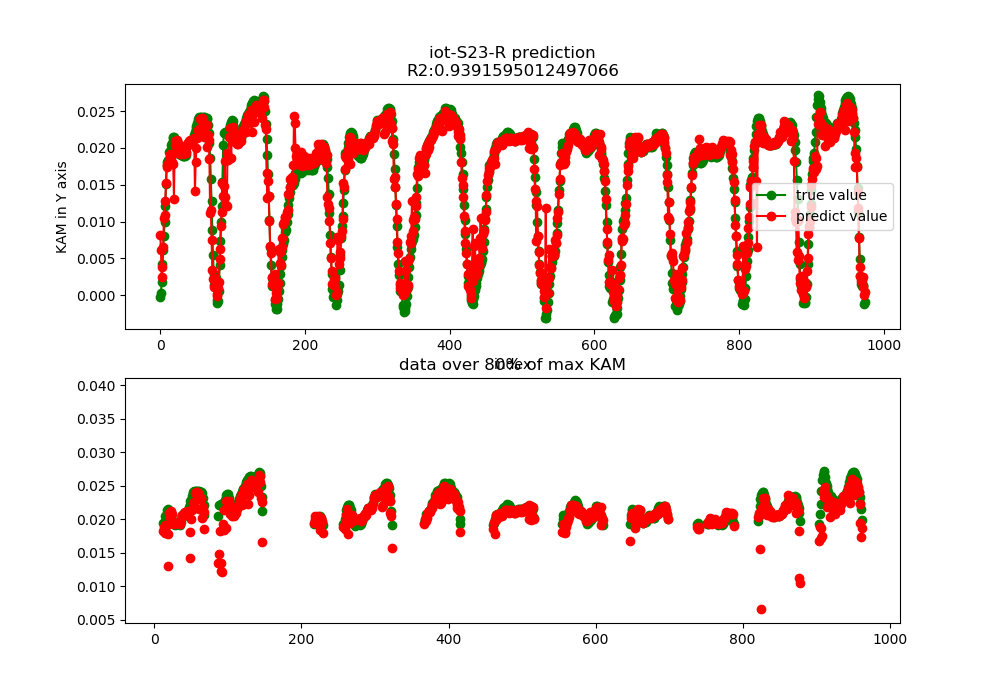 iot-S23-R prediction
R2:0.9391595012497066
KAM in Y axis
0.025
0.020
0.015
0.010
0.005
0.000
true value
predict value
0 200 400 600 800 1000
index
data over 80% of max KAM
0.040
0.035
0.030
0.025
0.020
0.015
0.010
0.005
0 200 400 600 800 1000